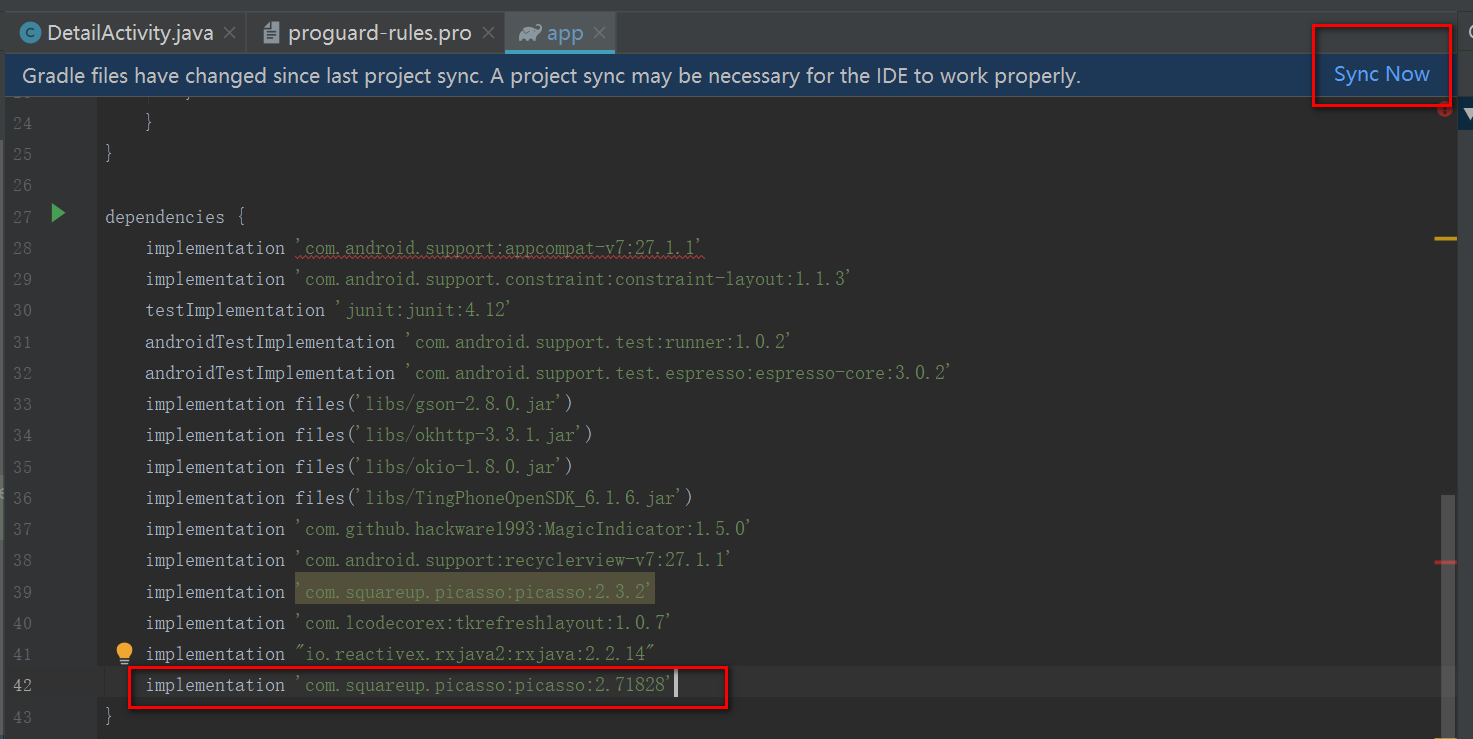 DetailActivity.java
proguard-rules.pro
app
Gradle files have changed since last project sync. A project sync may be necessary for the IDE to work properly.
Sync Now
24 }
25 }
26
27 dependencies {
28 implementation 'com.android.support:appcompat-v7:27.1.1'
29 implementation 'com.android.support.constraint:constraint-layout:1.1.3'
30 testImplementation 'junit:junit:4.12'
31 androidTestImplementation 'com.android.support.test:runner:1.0.2'
32 androidTestImplementation 'com.android.support.test.espresso:espresso-core:3.0.2'
33 implementation files('libs/gson-2.8.0.jar')
34 implementation files('libs/okhttp-3.3.1.jar')
35 implementation files('libs/okio-1.8.0.jar')
36 implementation files('libs/TingPhoneOpenSDK_6.1.6.jar')
37 implementation 'com.github.hackware1993:MagicIndicator:1.5.0'
38 implementation 'com.android.support:recyclerview-v7:27.1.1'
39 implementation 'com.squareup.picasso:picasso:2.3.2'
40 implementation 'com.lcodecorex:tkrefreshlayout:1.0.7'
41 implementation "io.reactivex.rxjava2:rxjava:2.2.14"
42 implementation 'com.squareup.picasso:picasso:2.71828'
43 }